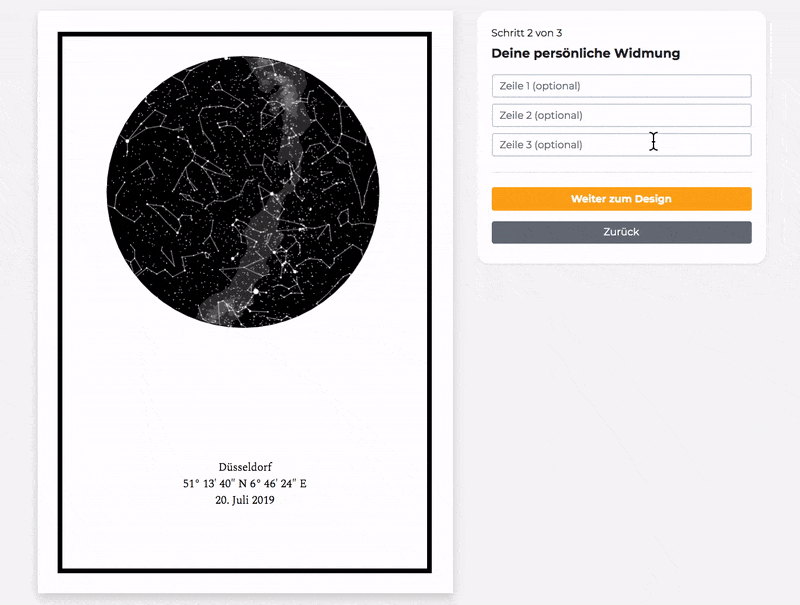 Düsseldorf
51° 13' 40" N 6° 46' 24" E
20. Juli 2019
Schritt 2 von 3
Deine persönliche Widmung
Zeile 1 (optional)
Zeile 2 (optional)
Zeile 3 (optional)
Weiter zum Design
Zurück